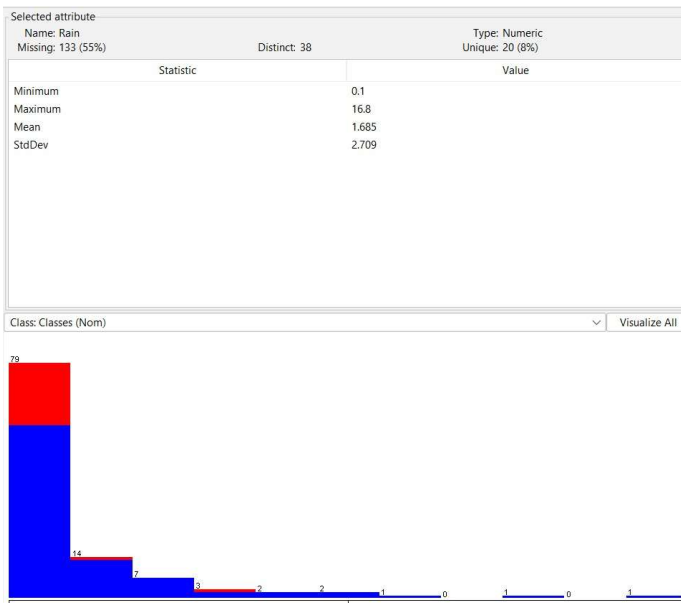 Selected attribute
Name: Rain Type: Numeric
Missing: 133 (55%) Distinct: 38 Unique: 20 (8%)
Statistic Value
Minimum 0.1
Maximum 16.8
Mean 1.685
StdDev 2.709
Class: Classes (Nom) Visualize All
79
14
7
3 2 2 1 0 1 0 1